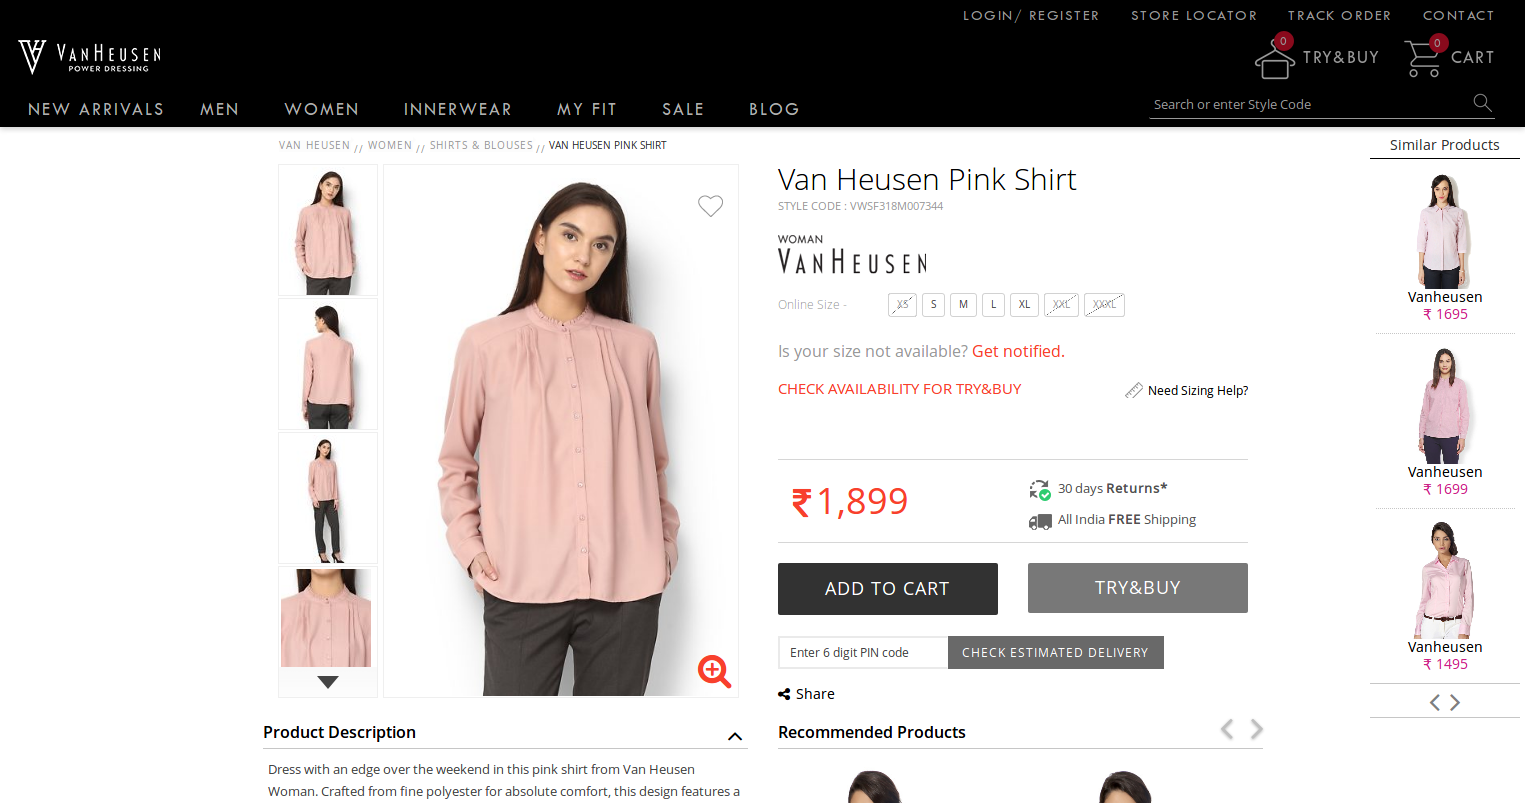 LOGIN/ REGISTER STORE LOCATOR TRACK ORDER CONTACT
VANHEUSEN
POWER DRESSING
0
TRY&BUY
0
CART
NEW ARRIVALS MEN WOMEN INNERWEAR MY FIT SALE BLOG
Search or enter Style Code
VAN HEUSEN // WOMEN // SHIRTS & BLOUSES // VAN HEUSEN PINK SHIRT
Van Heusen Pink Shirt
STYLE CODE : VWSF318M007344
WOMAN
VANHEUSEN
Online Size - XS S M L XL XXL XXXL
Is your size not available? Get notified.
CHECK AVAILABILITY FOR TRY&BUY
Need Sizing Help?
₹1,899
30 days Returns*
All India FREE Shipping
ADD TO CART
TRY&BUY
Enter 6 digit PIN code
CHECK ESTIMATED DELIVERY
Share
Similar Products
Vanheusen
₹ 1695
Vanheusen
₹ 1699
Vanheusen
₹ 1495
Product Description
Dress with an edge over the weekend in this pink shirt from Van Heusen
Woman. Crafted from fine polyester for absolute comfort, this design features a
Recommended Products